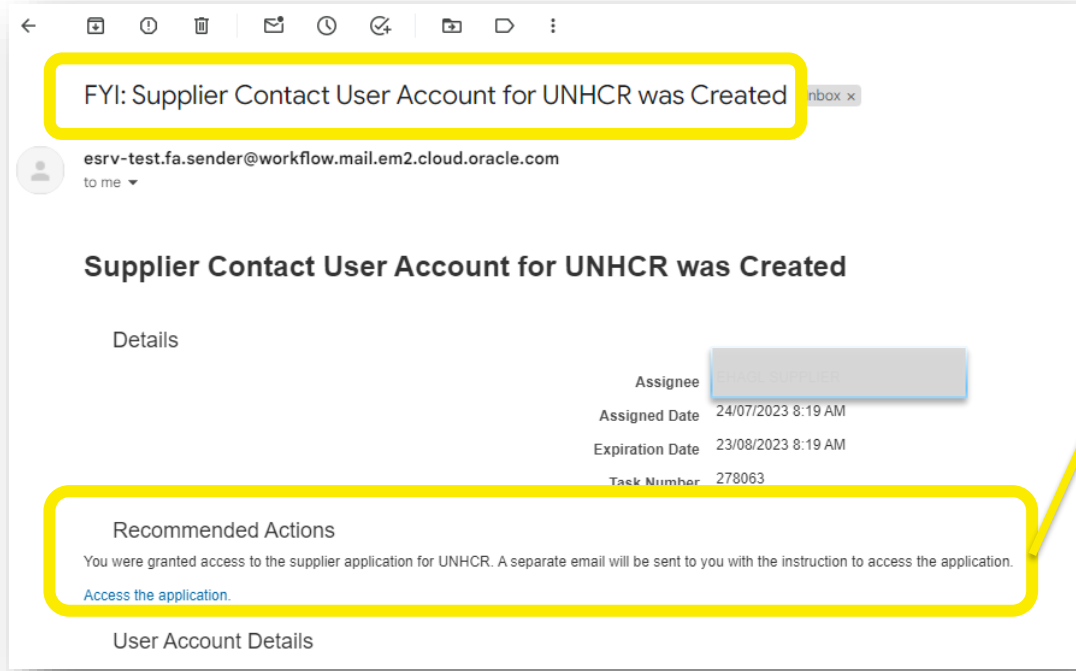 FYI: Supplier Contact User Account for UNHCR was Created
nbox ×
esrv-test.fa.sender@workflow.mail.em2.cloud.oracle.com
to me
Supplier Contact User Account for UNHCR was Created
Details
Assignee
Assigned Date 24/07/2023 8:19 AM
Expiration Date 23/08/2023 8:19 AM
Task Number 278063
Recommended Actions
You were granted access to the supplier application for UNHCR. A separate email will be sent to you with the instruction to access the application.
Access the application.
User Account Details